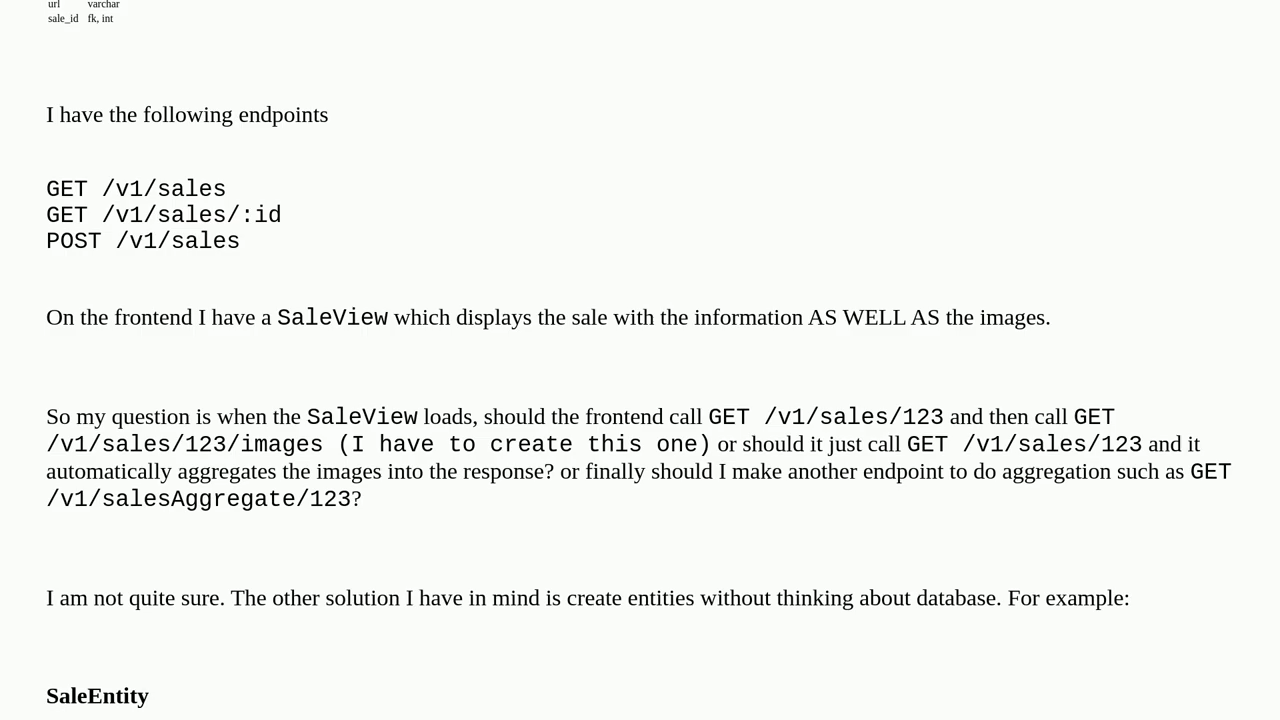 url varchar
sale_id fk, int
I have the following endpoints
GET /v1/sales
GET /v1/sales/:id
POST /v1/sales
On the frontend I have a SaleView which displays the sale with the information AS WELL AS the images.
So my question is when the SaleView loads, should the frontend call GET /v1/sales/123 and then call GET
/v1/sales/123/images (I have to create this one) or should it just call GET /v1/sales/123 and it
automatically aggregates the images into the response? or finally should I make another endpoint to do aggregation such as GET
/v1/salesAggregate/123?
I am not quite sure. The other solution I have in mind is create entities without thinking about database. For example:
SaleEntity